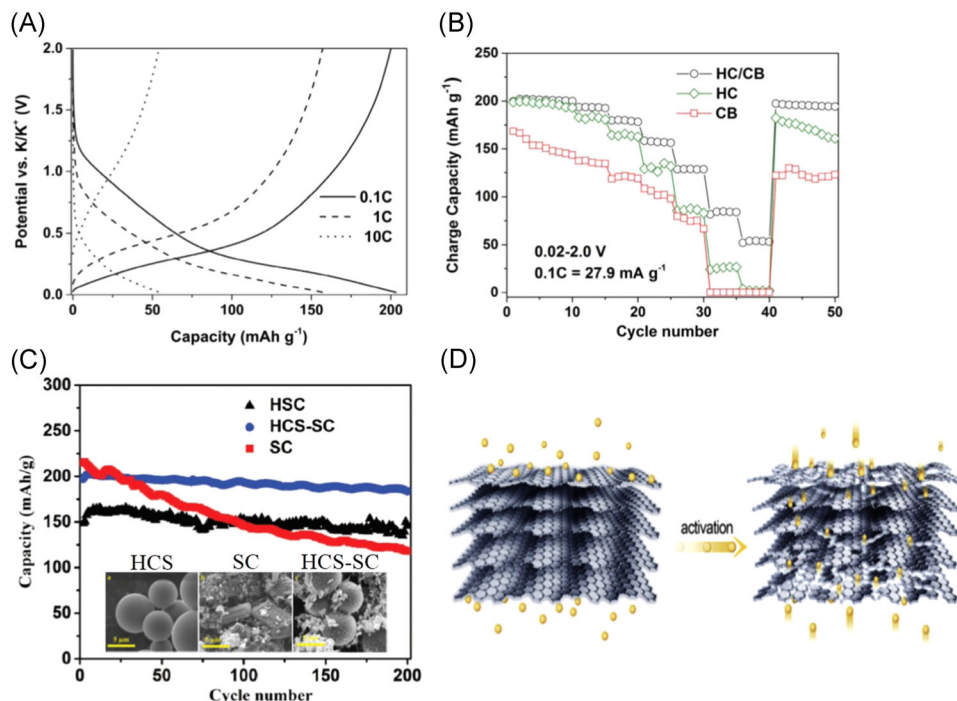 (A)
2.0
1.5
1.0
0.5
0.0
Potential vs. K/K⁺ (V)
0.1C
1C
10C
0
50
100
150
200
Capacity (mAh g⁻¹)
(B)
250
200
150
100
50
0
Charge Capacity (mAh g⁻¹)
HC/CB
HC
CB
0.02-2.0 V
0.1C = 27.9 mA g⁻¹
0
10
20
30
40
50
Cycle number
(C)
300
250
200
150
100
50
0
Capacity (mAh/g)
HSC
HCS-SC
SC
HCS
SC
HCS-SC
a
b
c
5 μm
0
50
100
150
200
Cycle number
(D)
activation